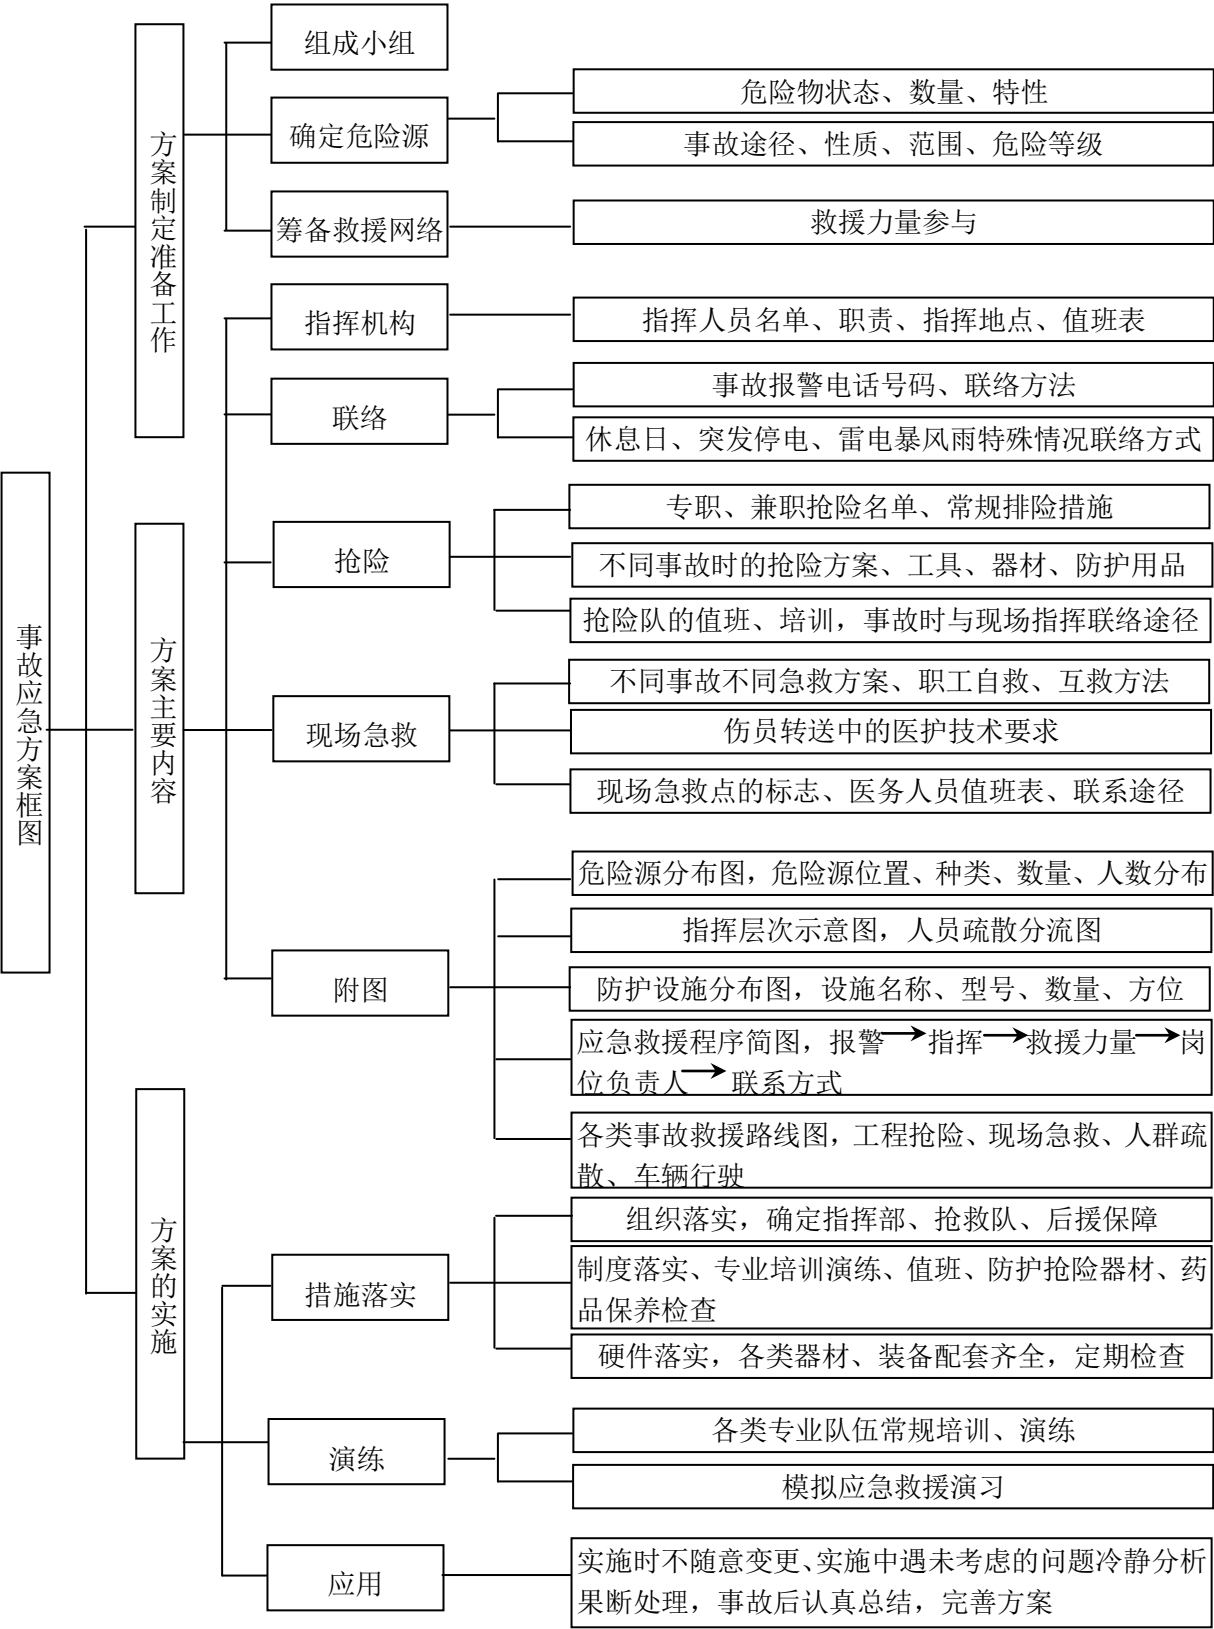 事故应急方案框图
方案制定准备工作
组成小组
确定危险源
危险物状态、数量、特性
事故途径、性质、范围、危险等级
筹备救援网络
救援力量参与
方案主要内容
指挥机构
指挥人员名单、职责、指挥地点、值班表
联络
事故报警电话号码、联络方法
休息日、突发停电、雷电暴风雨特殊情况联络方式
抢险
专职、兼职抢险名单、常规排险措施
不同事故时的抢险方案、工具、器材、防护用品
抢险队的值班、培训，事故时与现场指挥联络途径
现场急救
不同事故不同急救方案、职工自救、互救方法
伤员转送中的医护技术要求
现场急救点的标志、医务人员值班表、联系途径
附图
危险源分布图，危险源位置、种类、数量、人数分布
指挥层次示意图，人员疏散分流图
防护设施分布图，设施名称、型号、数量、方位
应急救援程序简图，报警→指挥→救援力量→岗
位负责人→联系方式
各类事故救援路线图，工程抢险、现场急救、人群疏
散、车辆行驶
方案的实施
措施落实
组织落实，确定指挥部、抢救队、后援保障
制度落实、专业培训演练、值班、防护抢险器材、药
品保养检查
硬件落实，各类器材、装备配套齐全，定期检查
演练
各类专业队伍常规培训、演练
模拟应急救援演习
应用
实施时不随意变更、实施中遇未考虑的问题冷静分析
果断处理，事故后认真总结，完善方案